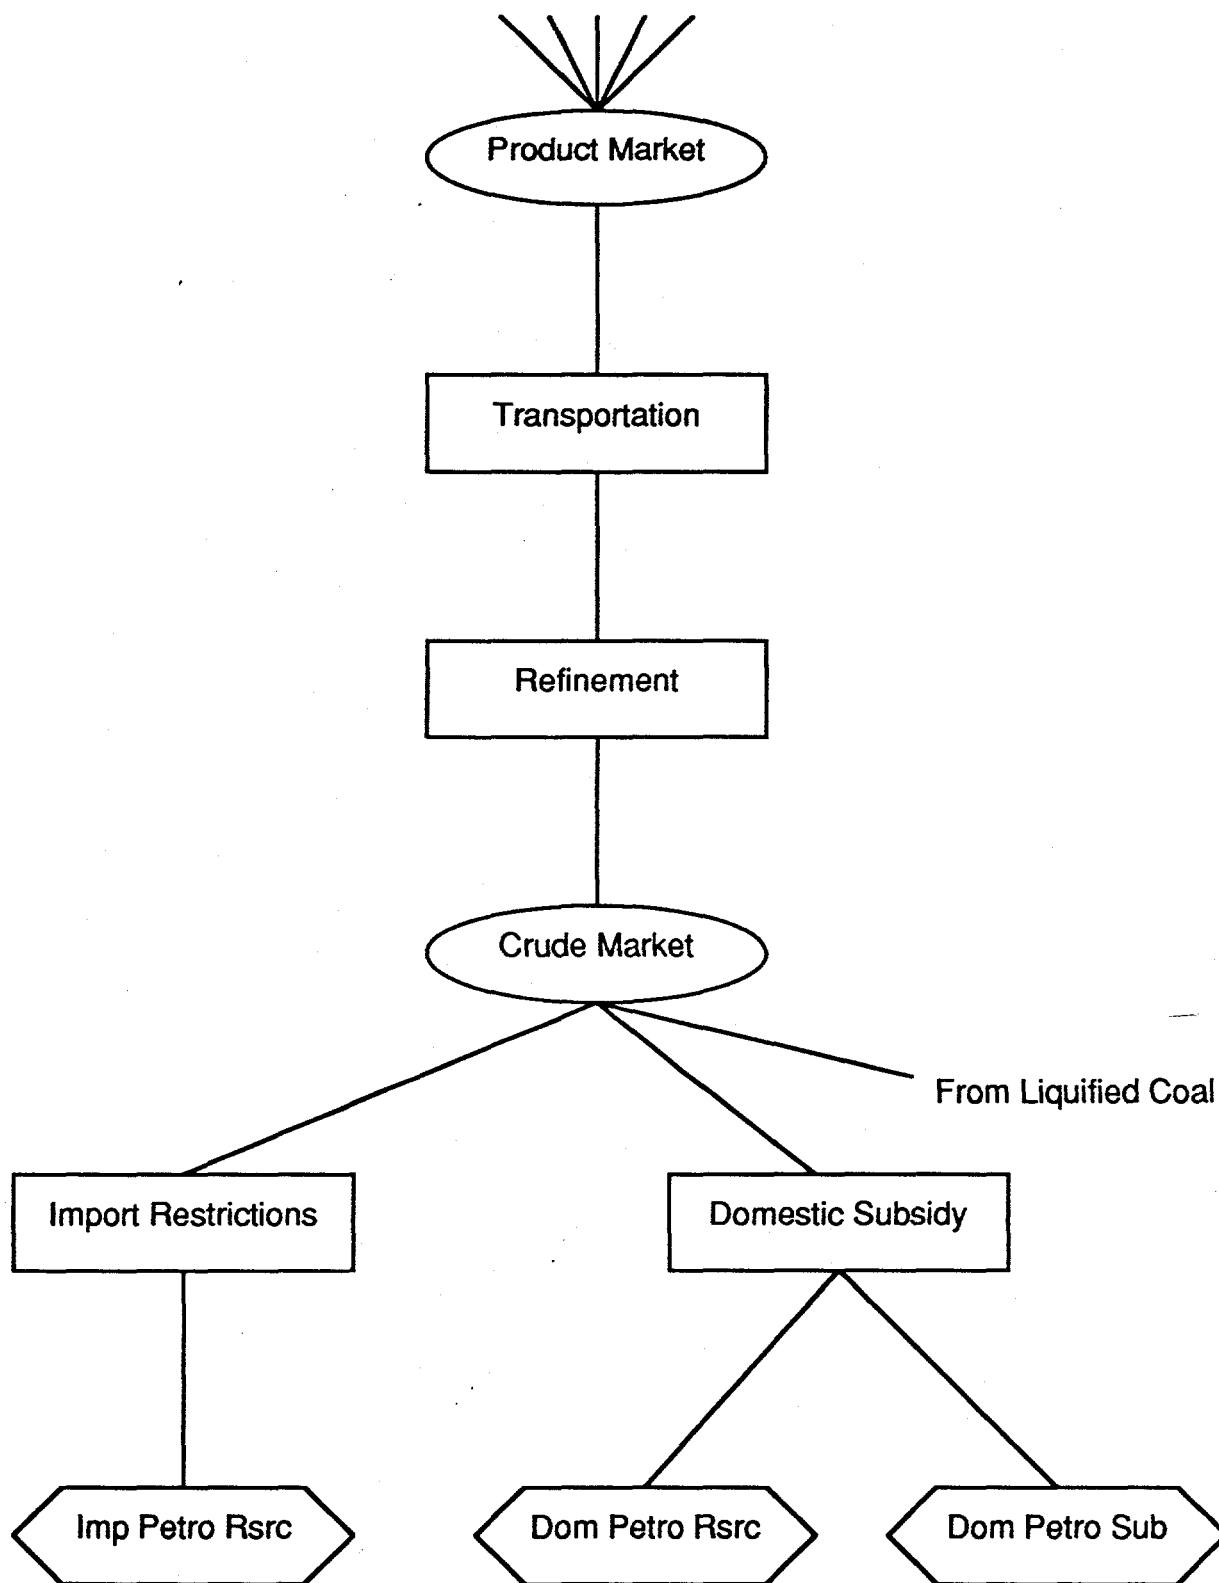 Product Market
Transportation
Refinement
Crude Market
From Liquified Coal
Import Restrictions
Domestic Subsidy
Imp Petro Rsrc
Dom Petro Rsrc
Dom Petro Sub